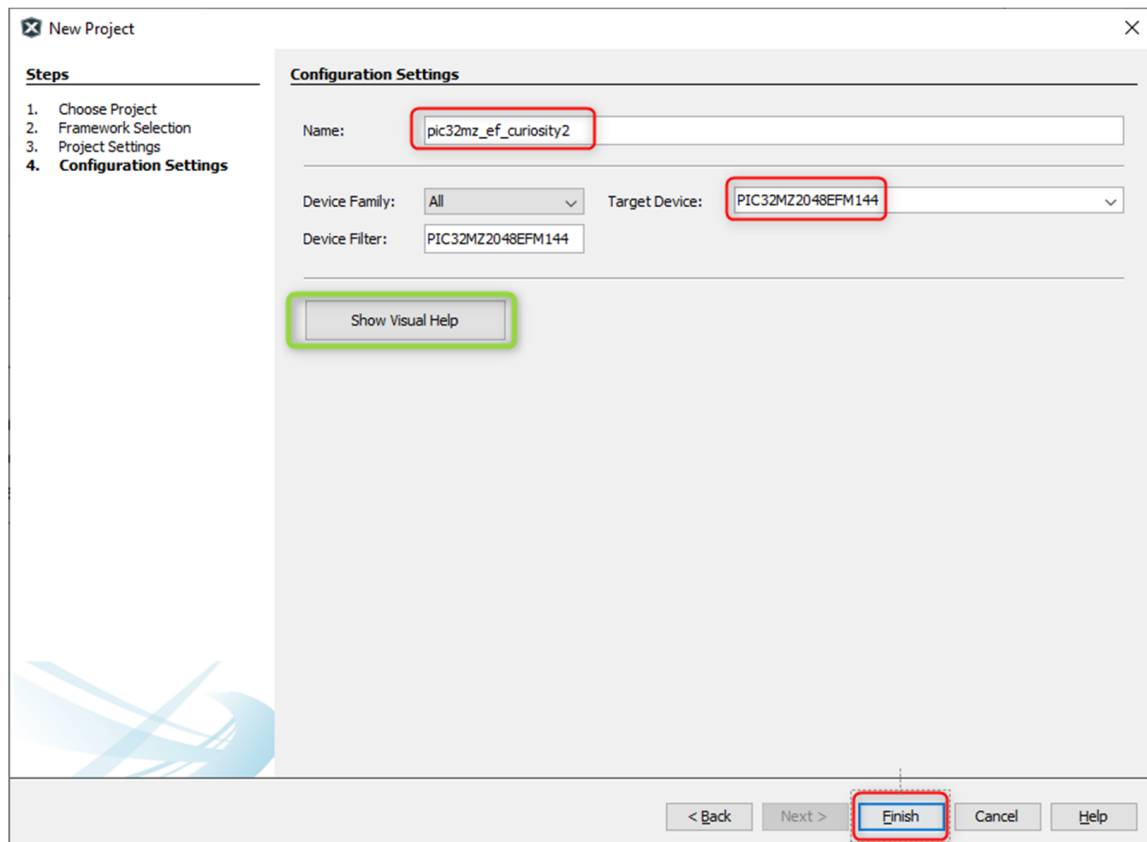 New Project
Steps
1. Choose Project
2. Framework Selection
3. Project Settings
4. Configuration Settings
Configuration Settings
Name: pic32mz_ef_curiosity2
Device Family: All Target Device: PIC32MZ2048EFM144
Device Filter: PIC32MZ2048EFM144
Show Visual Help
< Back Next > Finish Cancel Help